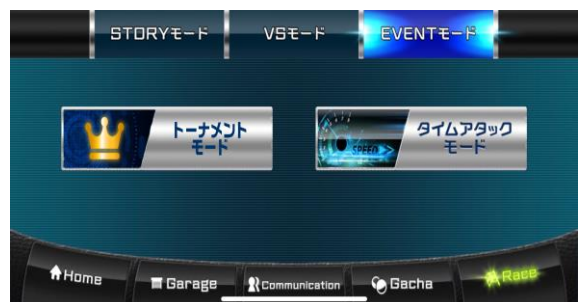 STORYモード
VSモード
EVENTモード
トーナメント
モード
SPEED
タイムアタック
モード
Home
Garage
Communication
Gacha
Race